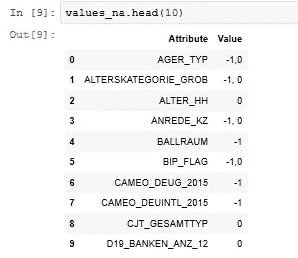 In [9]: values_na.head(10)
Out[9]:
Attribute Value
0 AGER_TYP -1,0
1 ALTERSKATEGORIE_GROB -1, 0
2 ALTER_HH 0
3 ANREDE_KZ -1, 0
4 BALLRAUM -1
5 BIP_FLAG -1,0
6 CAMEO_DEUG_2015 -1
7 CAMEO_DEUINTL_2015 -1
8 CJT_GESAMTTYP 0
9 D19_BANKEN_ANZ_12 0